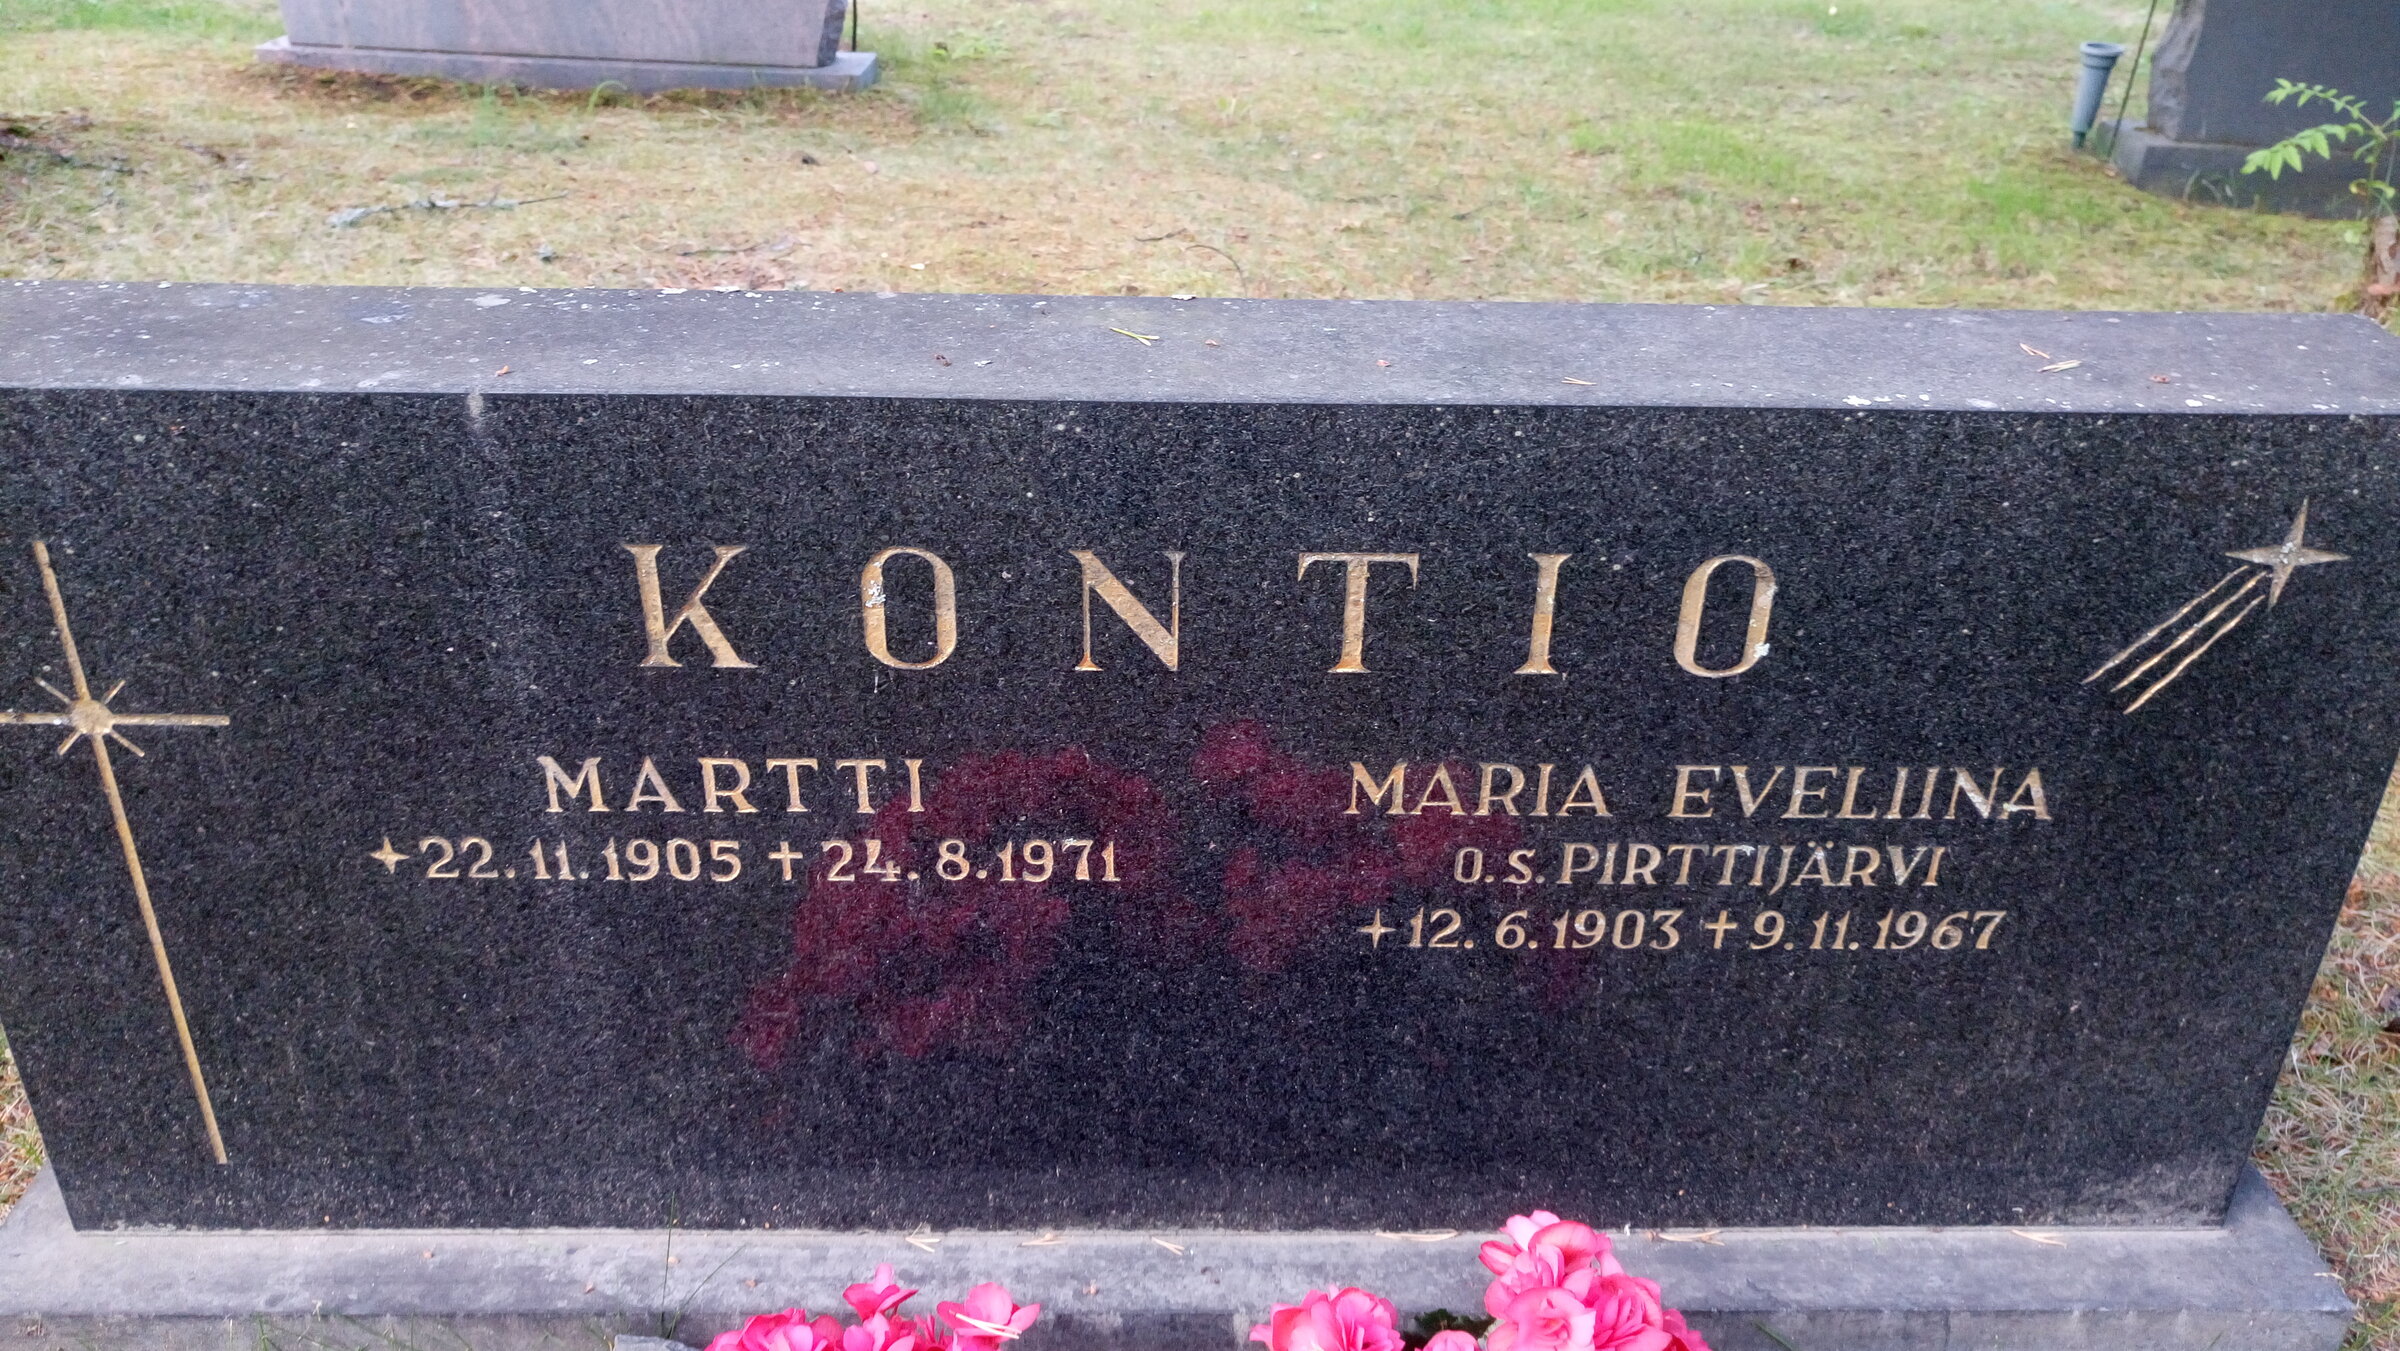 KONTIO
MARTTI
22.11.1905 † 24.8.1971
MARIA EVELIINA
O.S. PIRTTIJÄRVI
12.6.1903 † 9.11.1967